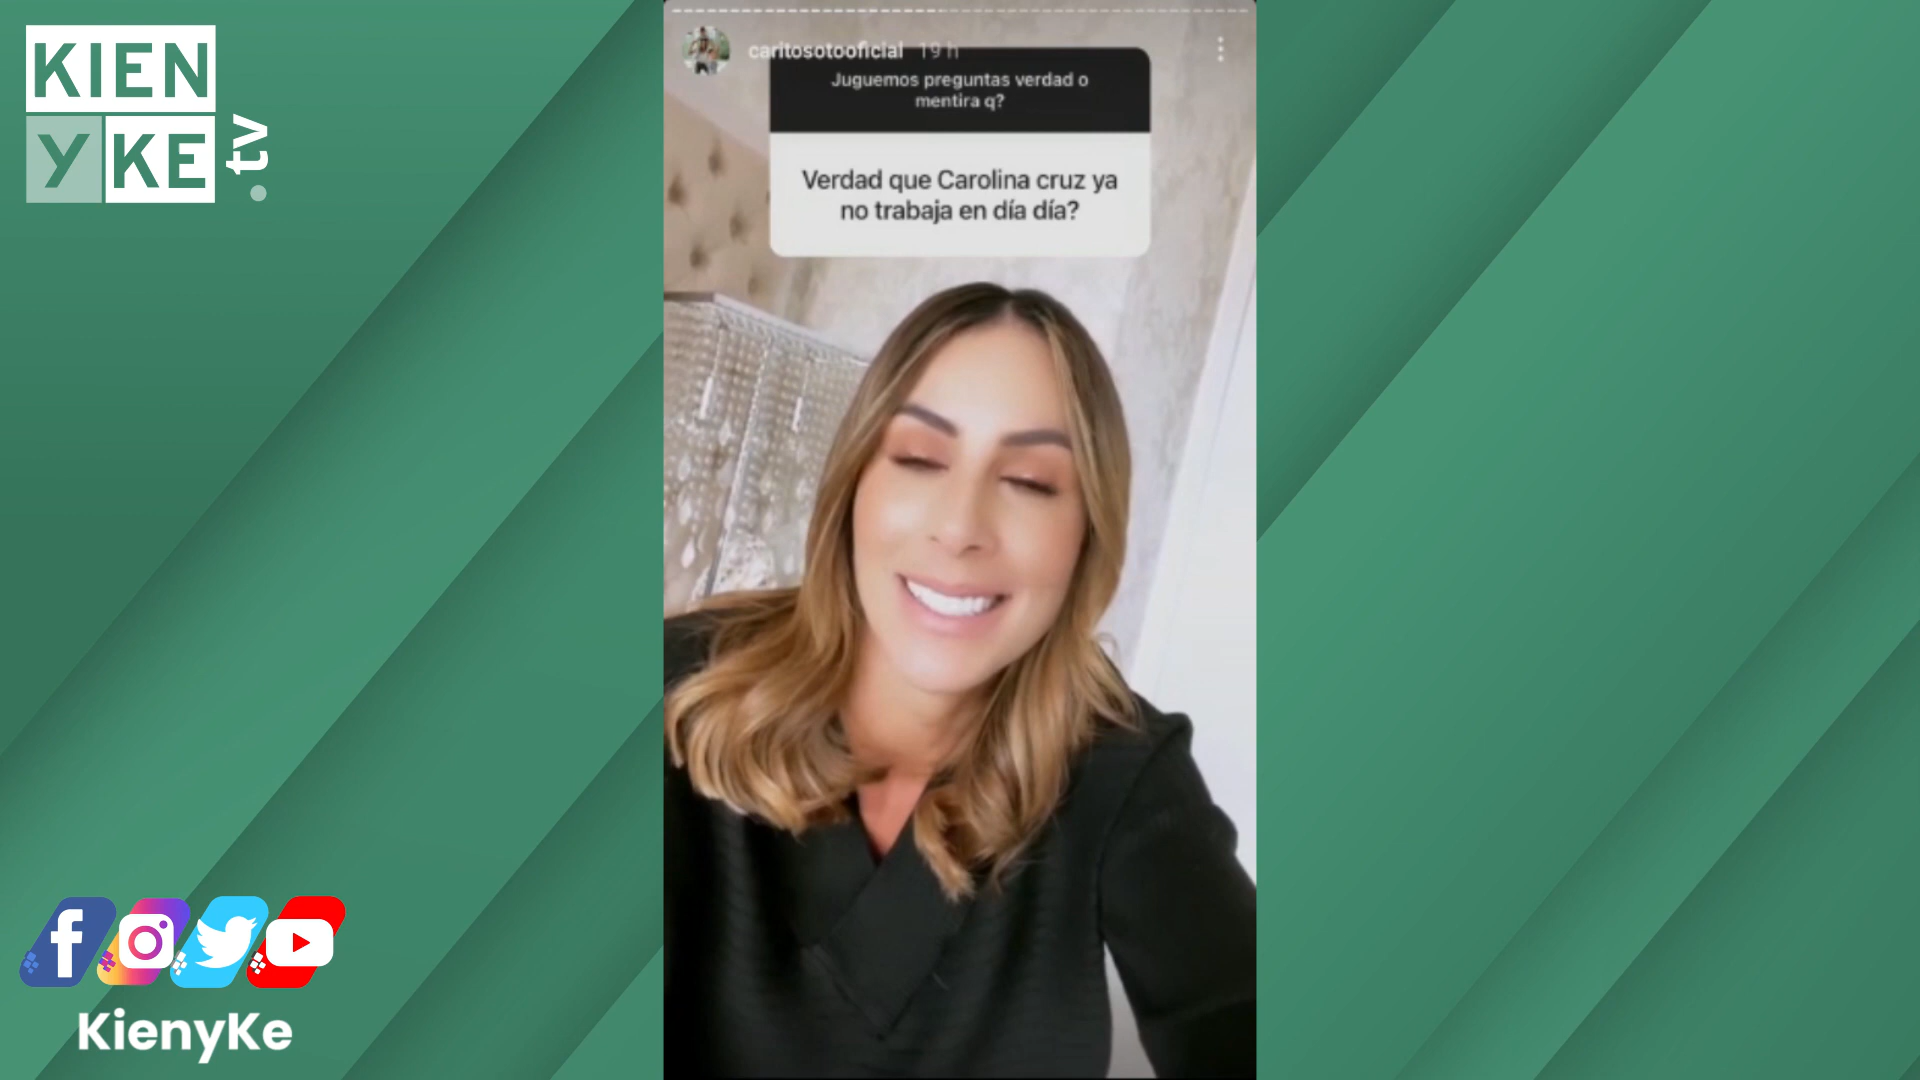 KIEN
YKE
.tv
caritosotooficial 19 h
Juguemos preguntas verdad o
mentira q?
Verdad que Carolina cruz ya
no trabaja en día día?
KienyKe